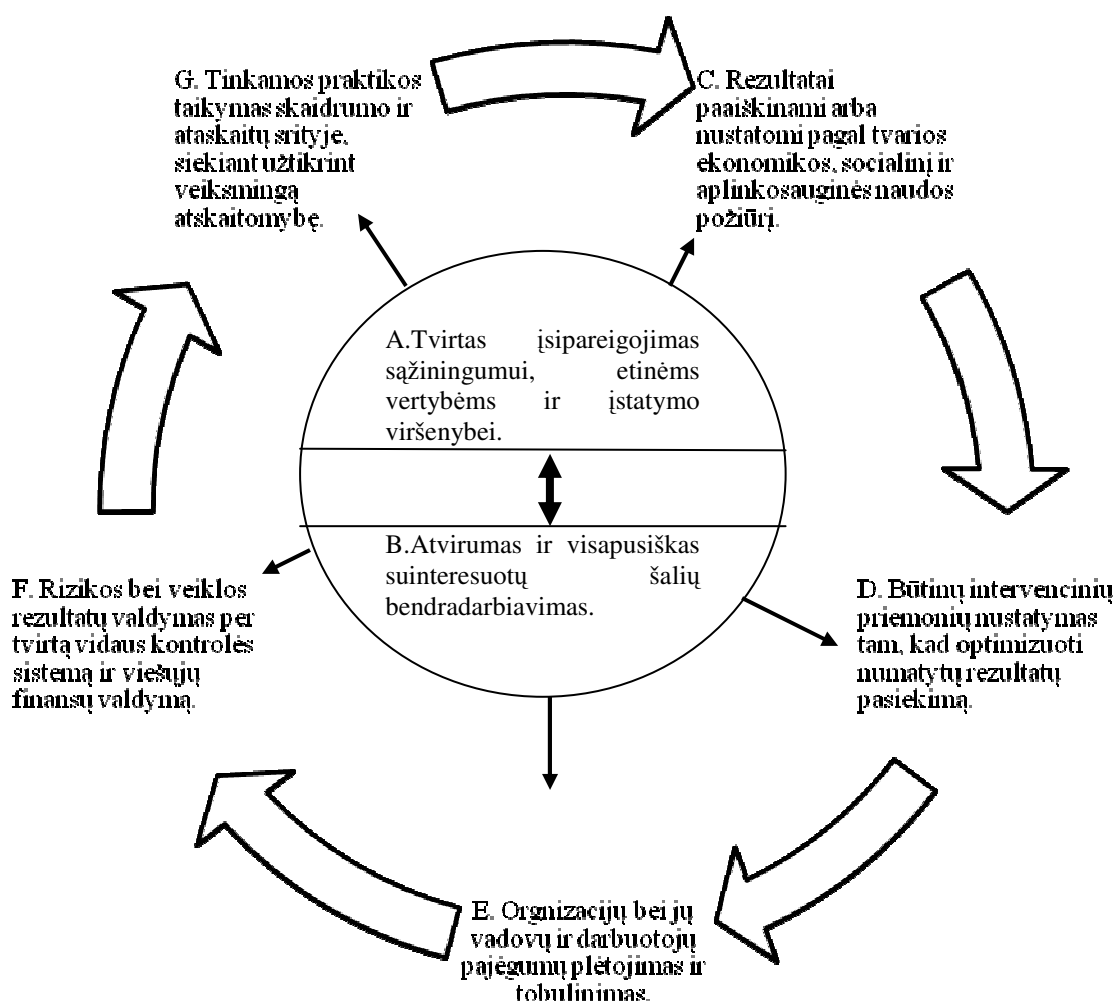 G. Tinkamos praktikos
taikymas skaidrumo ir
ataskaitų srityje,
siekiant užtikrint
veiksmingą
atskaitomybę.
C. Rezultatai
paaiškinami arba
nustatomi pagal tvarios
ekonomikos, socialinį ir
aplinkosauginės naudos
požiūrį.
A.Tvirtas įsipareigojimas
sąžiningumui, etinėms
vertybėms ir įstatymo
viršenybei.
B.Atvirumas ir visapusiškas
suinteresuotų šalių
bendradarbiavimas.
F. Rizikos bei veiklos
rezultatų valdymas per
tvirtą vidaus kontrolės
sistemą ir viešųjų
finansų valdymą.
D. Būtinų intervencinių
priemonių nustatymas
tam, kad optimizuoti
numatytų rezultatų
pasiekimą.
E. Orgnizacijų bei jų
vadovų ir darbuotojų
pajėgumų plėtojimas ir
tobulinimas.